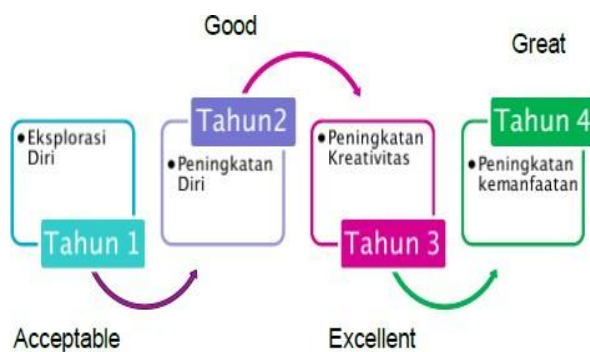 Good
Great
Eksplorasi
Diri
Tahun 1
Tahun2
Peningkatan
Diri
Peningkatan
Kreativitas
Tahun 3
Tahun 4
Peningkatan
kemanfaatan
Acceptable
Excellent